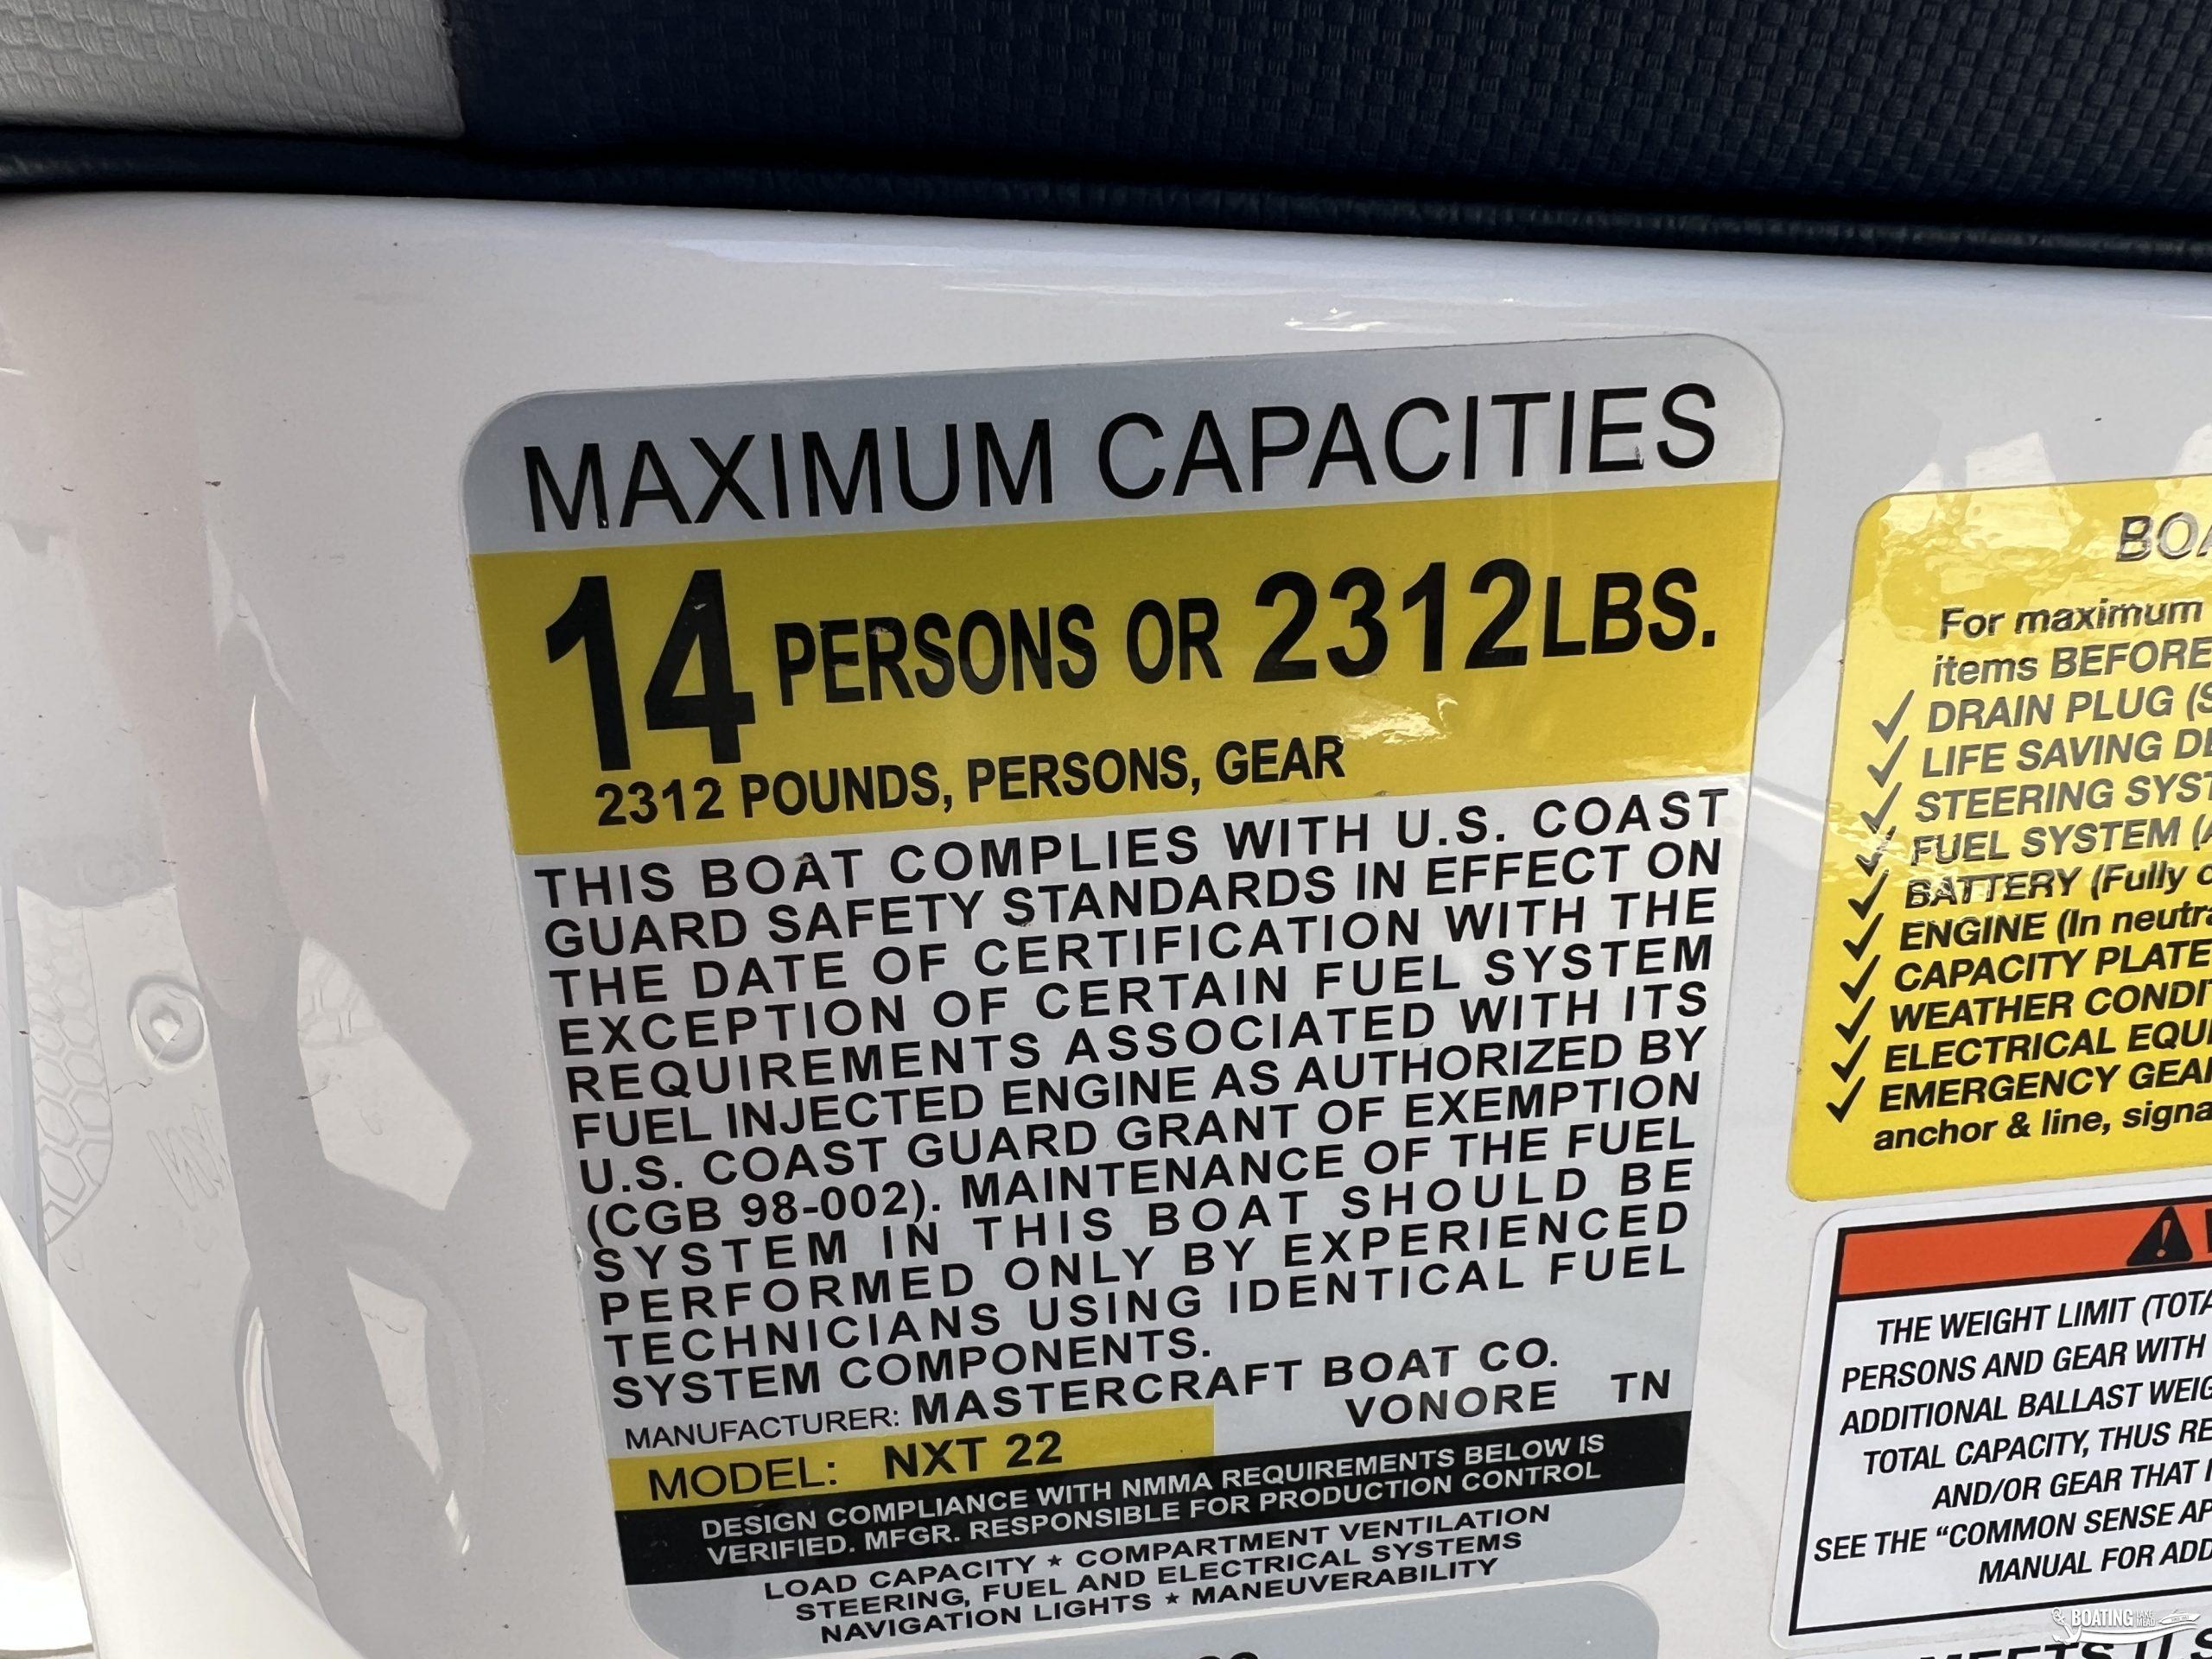 MAXIMUM CAPACITIES
14 PERSONS OR 2312 LBS.
2312 POUNDS, PERSONS, GEAR
THIS BOAT COMPLIES WITH U.S. COAST
GUARD SAFETY STANDARDS IN EFFECT ON
THE DATE OF CERTIFICATION WITH THE
EXCEPTION OF CERTAIN FUEL SYSTEM
REQUIREMENTS ASSOCIATED WITH ITS
FUEL INJECTED ENGINE AS AUTHORIZED BY
U.S. COAST GUARD GRANT OF EXEMPTION
(CGB 98-002). MAINTENANCE OF THE FUEL
SYSTEM IN THIS BOAT SHOULD BE
PERFORMED ONLY BY EXPERIENCED
TECHNICIANS USING IDENTICAL FUEL
SYSTEM COMPONENTS.
MANUFACTURER: MASTERCRAFT BOAT CO.
VONORE TN
MODEL: NXT 22
DESIGN COMPLIANCE WITH NMMA REQUIREMENTS BELOW IS
VERIFIED. MFGR. RESPONSIBLE FOR PRODUCTION CONTROL
LOAD CAPACITY ★ COMPARTMENT VENTILATION
STEERING, FUEL AND ELECTRICAL SYSTEMS
NAVIGATION LIGHTS ★ MANEUVERABILITY
For maximum
items BEFORE
✓ DRAIN PLUG
✓ LIFE SAVING
✓ STEERING
✓ FUEL SYSTEM
✓ BATTERY (Fully
✓ ENGINE (In
✓ CAPACITY PLATE
✓ WEATHER
✓ ELECTRICAL
✓ EMERGENCY
anchor & line,
THE WEIGHT LIMIT
PERSONS AND GEAR WITH
ADDITIONAL BALLAST
TOTAL CAPACITY, THUS
AND/OR GEAR THAT
SEE THE "COMMON SENSE
MANUAL FOR
BOATING LAKE MEAD